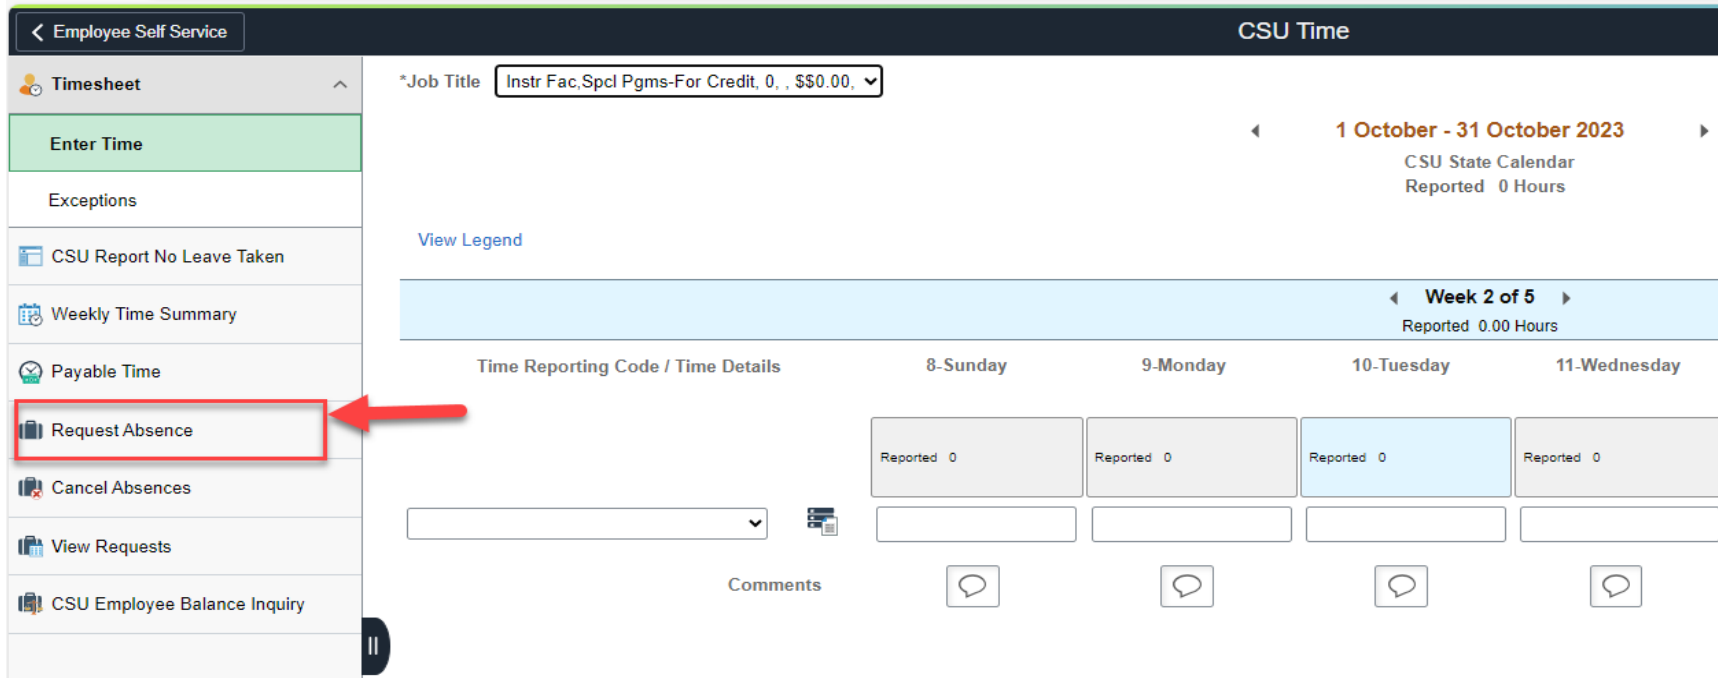 Employee Self Service
CSU Time
Timesheet
Enter Time
Exceptions
CSU Report No Leave Taken
Weekly Time Summary
Payable Time
Request Absence
Cancel Absences
View Requests
CSU Employee Balance Inquiry
*Job Title Instr Fac,Spcl Pgms-For Credit, 0, , $$0.00,
1 October - 31 October 2023
CSU State Calendar
Reported 0 Hours
View Legend
Week 2 of 5
Reported 0.00 Hours
Time Reporting Code / Time Details 8-Sunday 9-Monday 10-Tuesday 11-Wednesday
Reported 0 Reported 0 Reported 0 Reported 0
Comments